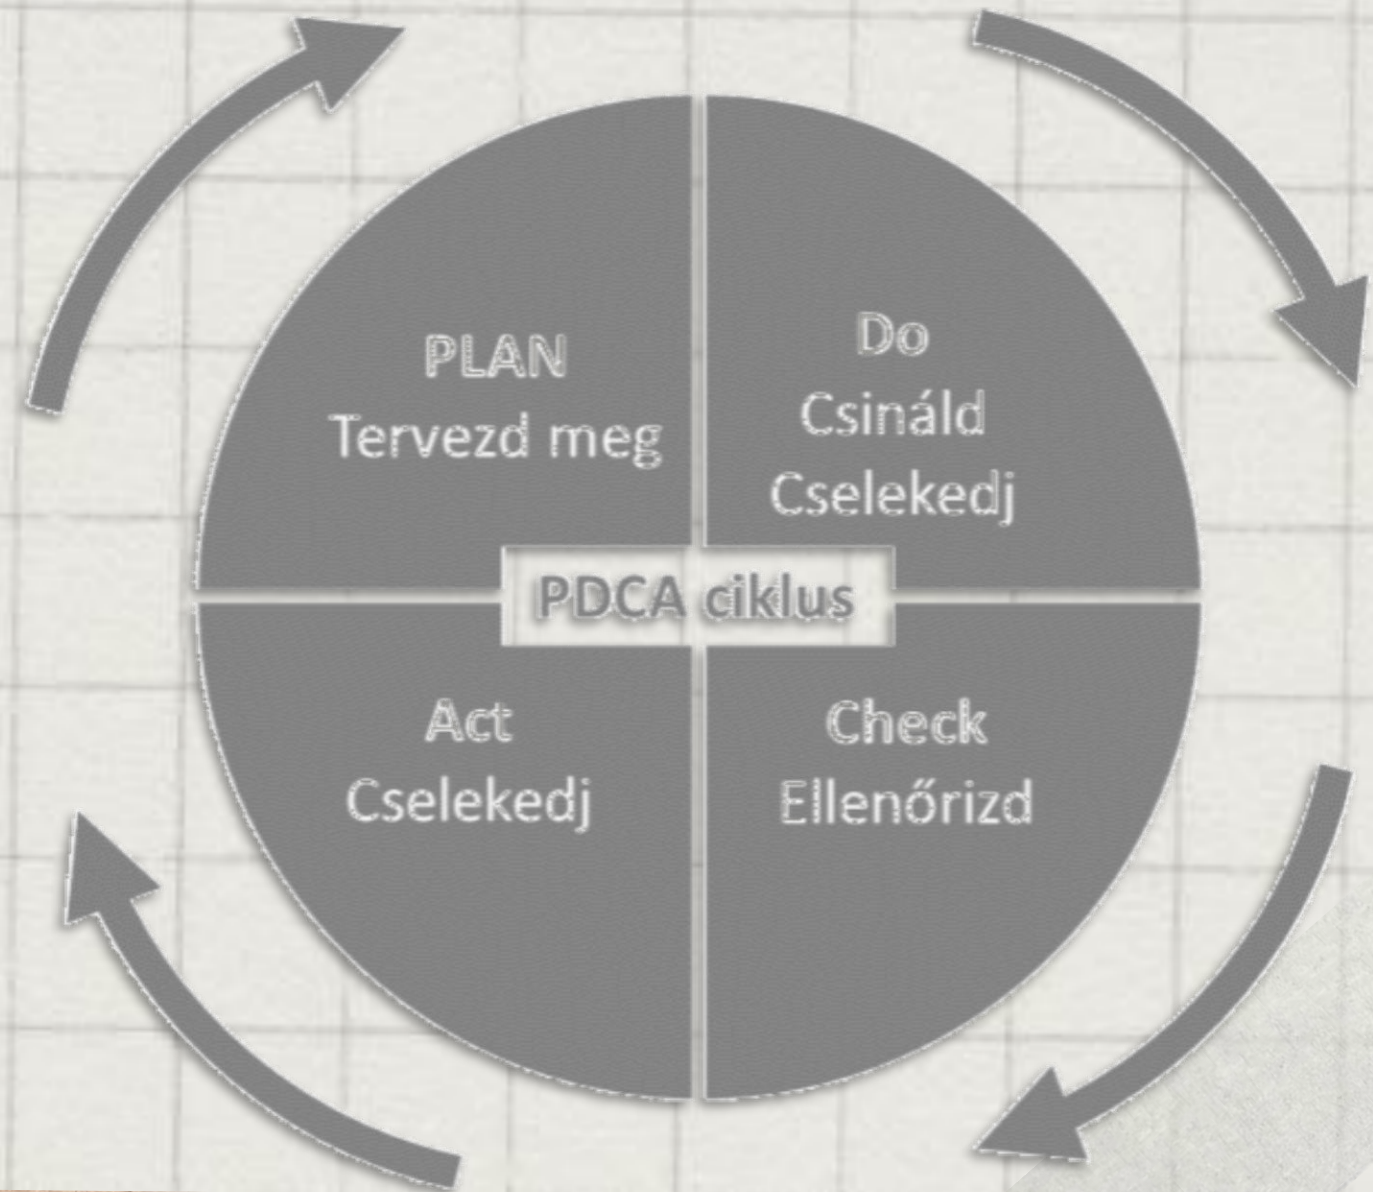 PLAN
Tervezd meg
Do
Csináld
Cselekedj
PDCA ciklus
Act
Cselekedj
Check
Ellenőrizd